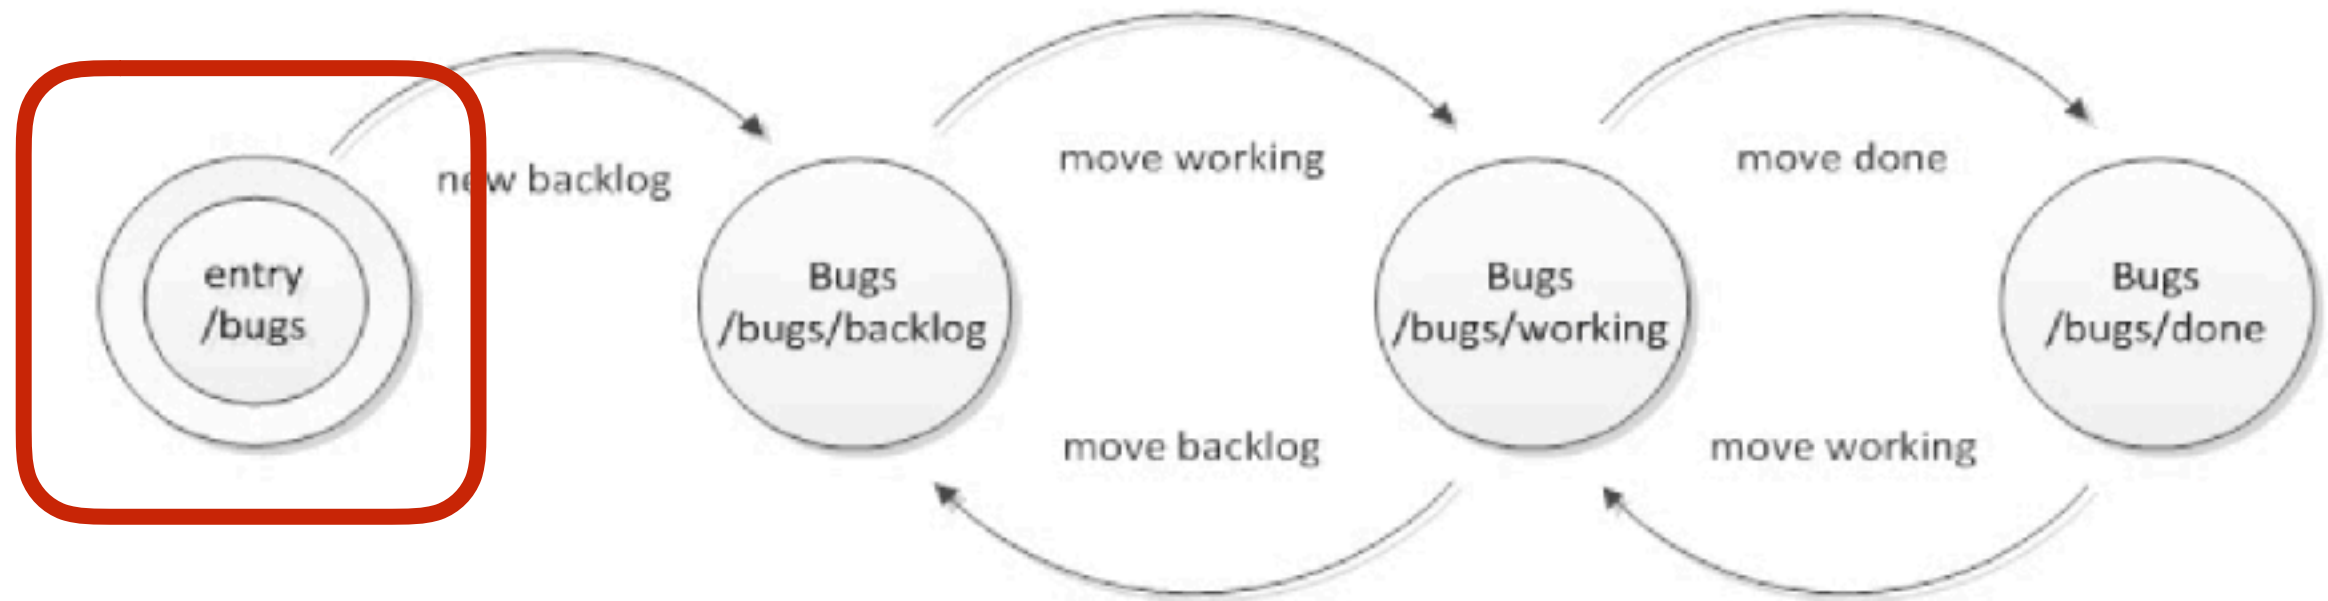 new backlog
move working
move done
entry
/bugs
Bugs
/bugs/backlog
Bugs
/bugs/working
Bugs
/bugs/done
move backlog
move working